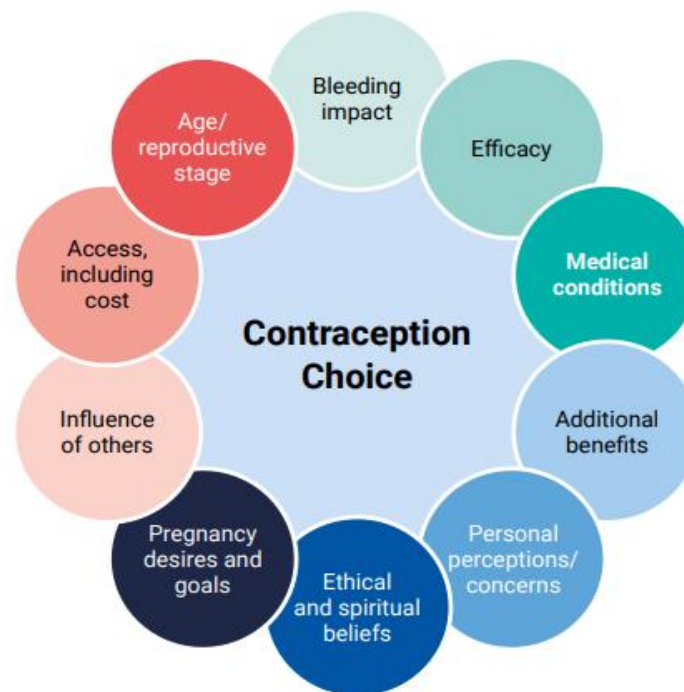 Contraception
Choice
Bleeding
impact
Efficacy
Medical
conditions
Additional
benefits
Personal
perceptions/
concerns
Ethical
and spiritual
beliefs
Pregnancy
desires and
goals
Influence
of others
Access,
including
cost
Age/
reproductive
stage